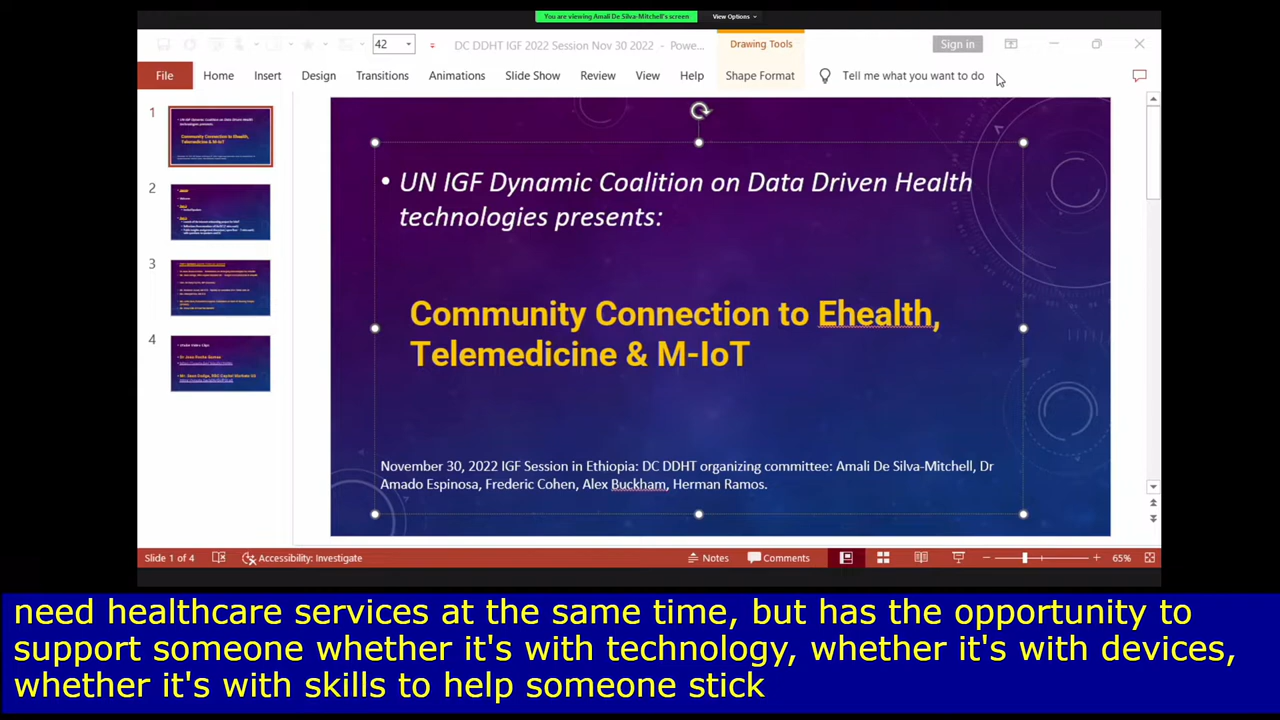 You are viewing Amali De Silva-Mitchell's screen
View Options
42
DC DDHT IGF 2022 Session Nov 30 2022 - Powe...
Drawing Tools
Sign in
File
Home
Insert
Design
Transitions
Animations
Slide Show
Review
View
Help
Shape Format
Tell me what you want to do
1
2
3
4
• UN IGF Dynamic Coalition on Data Driven Health
technologies presents:
Community Connection to Ehealth,
Telemedicine & M-IoT
November 30, 2022 IGF Session in Ethiopia: DC DDHT organizing committee: Amali De Silva-Mitchell, Dr
Amado Espinosa, Frederic Cohen, Alex Buckham, Herman Ramos.
Slide 1 of 4
Accessibility: Investigate
Notes
Comments
65%
need healthcare services at the same time, but has the opportunity to
support someone whether it's with technology, whether it's with devices,
whether it's with skills to help someone stick